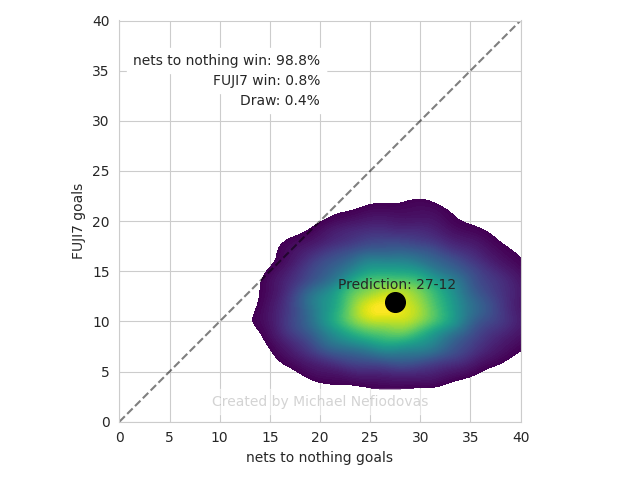 40
35
30
25
20
15
10
5
0
FUJI7 goals
nets to nothing win: 98.8%
FUJI7 win: 0.8%
Draw: 0.4%
Prediction: 27-12
Created by Michael Nefiodovas
0 5 10 15 20 25 30 35 40
nets to nothing goals